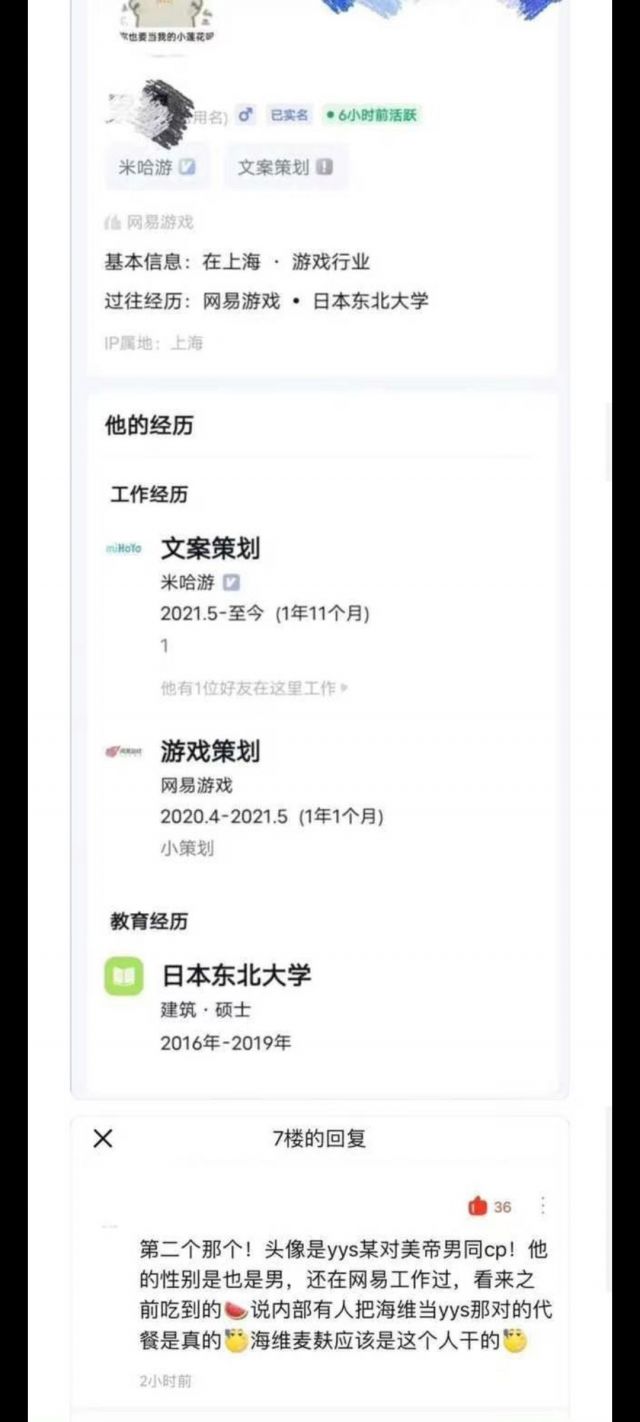 你也要当我的小莲花吧
用名) 已实名 6小时前活跃
米哈游 文案策划
网易游戏
基本信息：在上海 · 游戏行业
过往经历：网易游戏 • 日本东北大学
IP属地：上海
他的经历
工作经历
miHoYo 文案策划
米哈游
2021.5-至今 (1年11个月)
1
他有1位好友在这里工作
游戏策划
网易游戏
2020.4-2021.5 (1年1个月)
小策划
教育经历
日本东北大学
建筑 · 硕士
2016年-2019年
7楼的回复
36
第二个那个！头像是yys某对美帝男同cp！他
的性别是也是男，还在网易工作过，看来之
前吃到的🍉说内部有人把海维当yys那对的代
餐是真的🤭海维麦麸应该是这个人干的🤭
2小时前